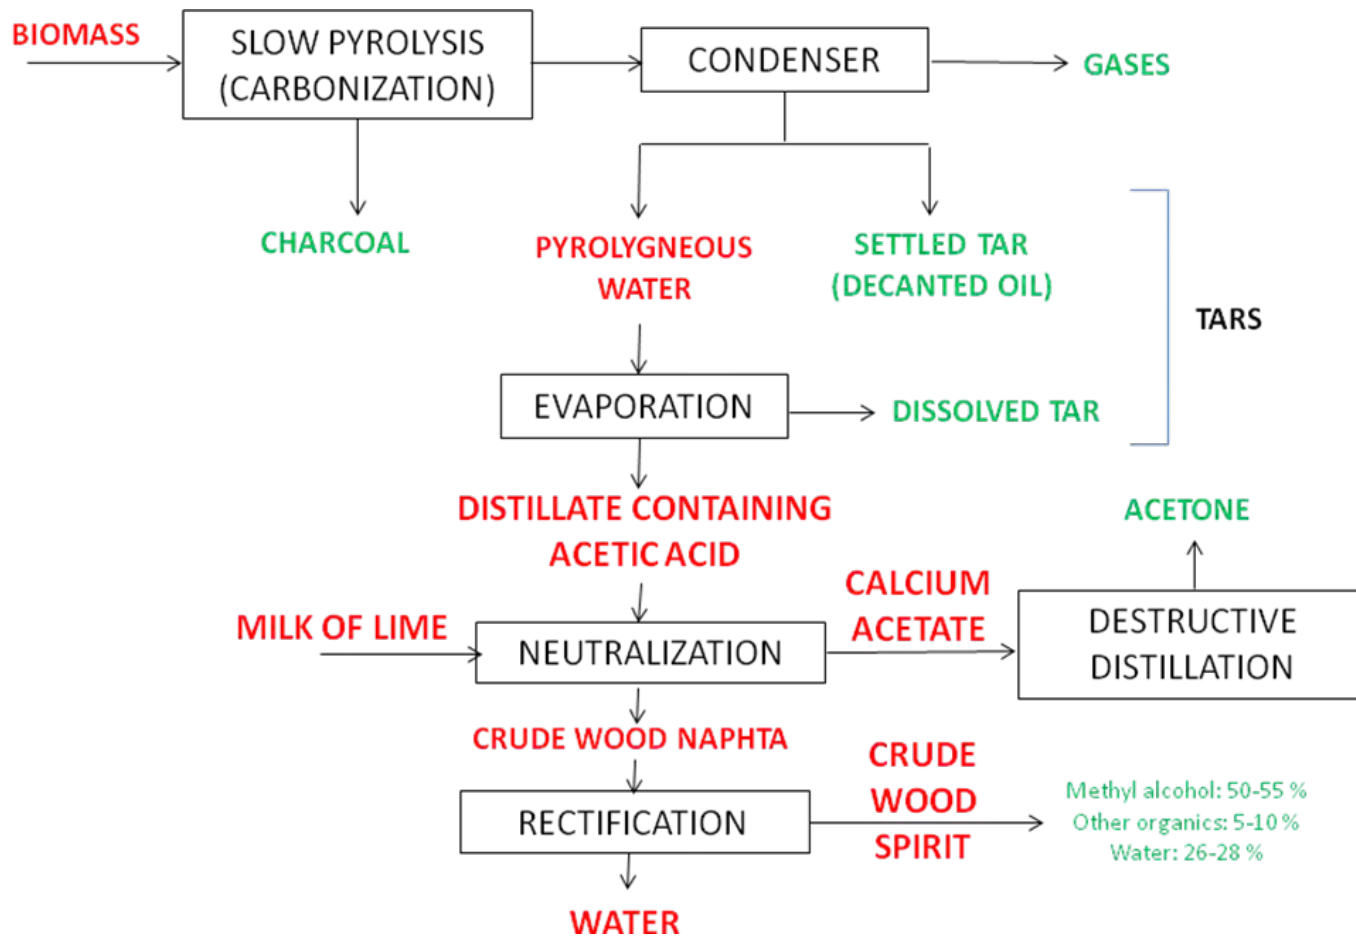 BIOMASS
SLOW PYROLYSIS
(CARBONIZATION)
CONDENSER
GASES
CHARCOAL
PYROLYGNEOUS
WATER
SETTLED TAR
(DECANTED OIL)
TARS
EVAPORATION
DISSOLVED TAR
DISTILLATE CONTAINING
ACETIC ACID
ACETONE
MILK OF LIME
NEUTRALIZATION
CALCIUM
ACETATE
DESTRUCTIVE
DISTILLATION
CRUDE WOOD NAPHTA
RECTIFICATION
CRUDE
WOOD
SPIRIT
Methyl alcohol: 50-55 %
Other organics: 5-10 %
Water: 26-28 %
WATER